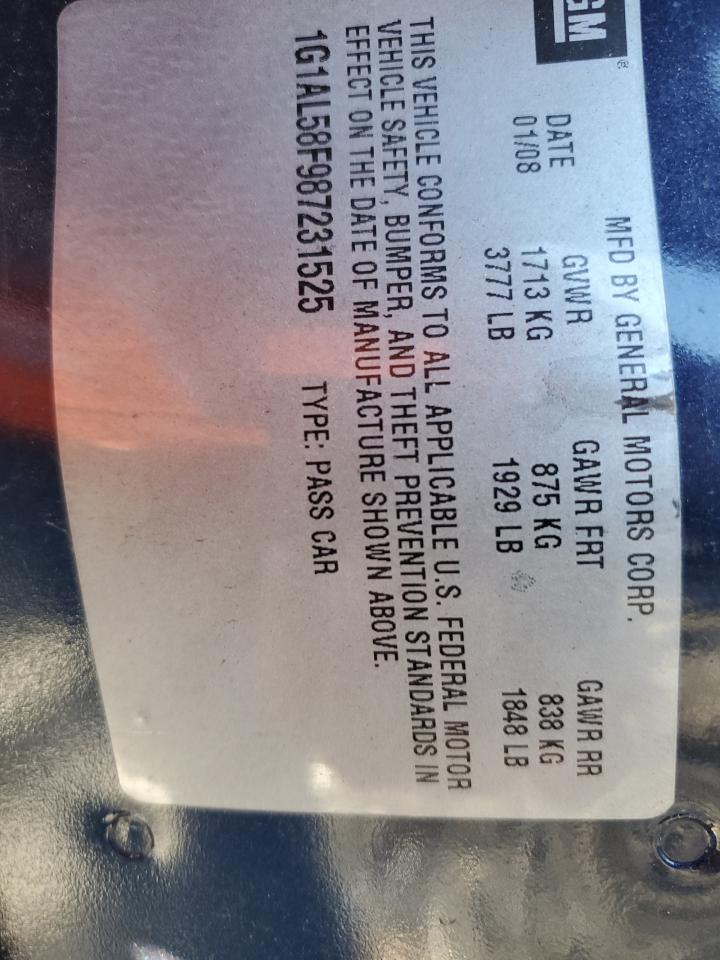 GM®
MFD BY GENERAL MOTORS CORP.
DATE GVWR GAWR FRT GAWR RR
01/08 1713 KG 875 KG 838 KG
3777 LB 1929 LB 1848 LB
THIS VEHICLE CONFORMS TO ALL APPLICABLE U.S. FEDERAL MOTOR
VEHICLE SAFETY, BUMPER, AND THEFT PREVENTION STANDARDS IN
EFFECT ON THE DATE OF MANUFACTURE SHOWN ABOVE.
1G1AL58F987231525 TYPE: PASS CAR